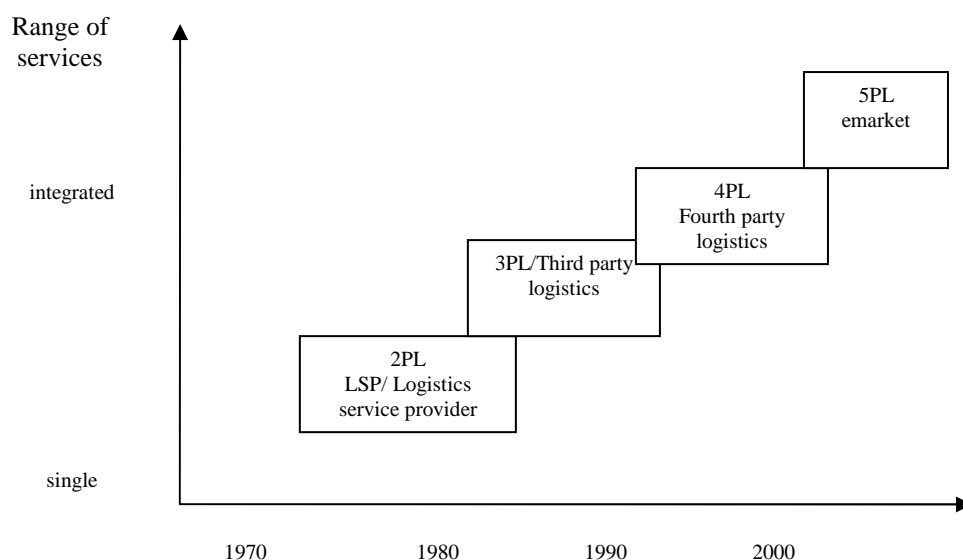 Range of
services
5PL
emarket
integrated
4PL
Fourth party
logistics
3PL/Third party
logistics
2PL
LSP/ Logistics
service provider
single
1970 1980 1990 2000